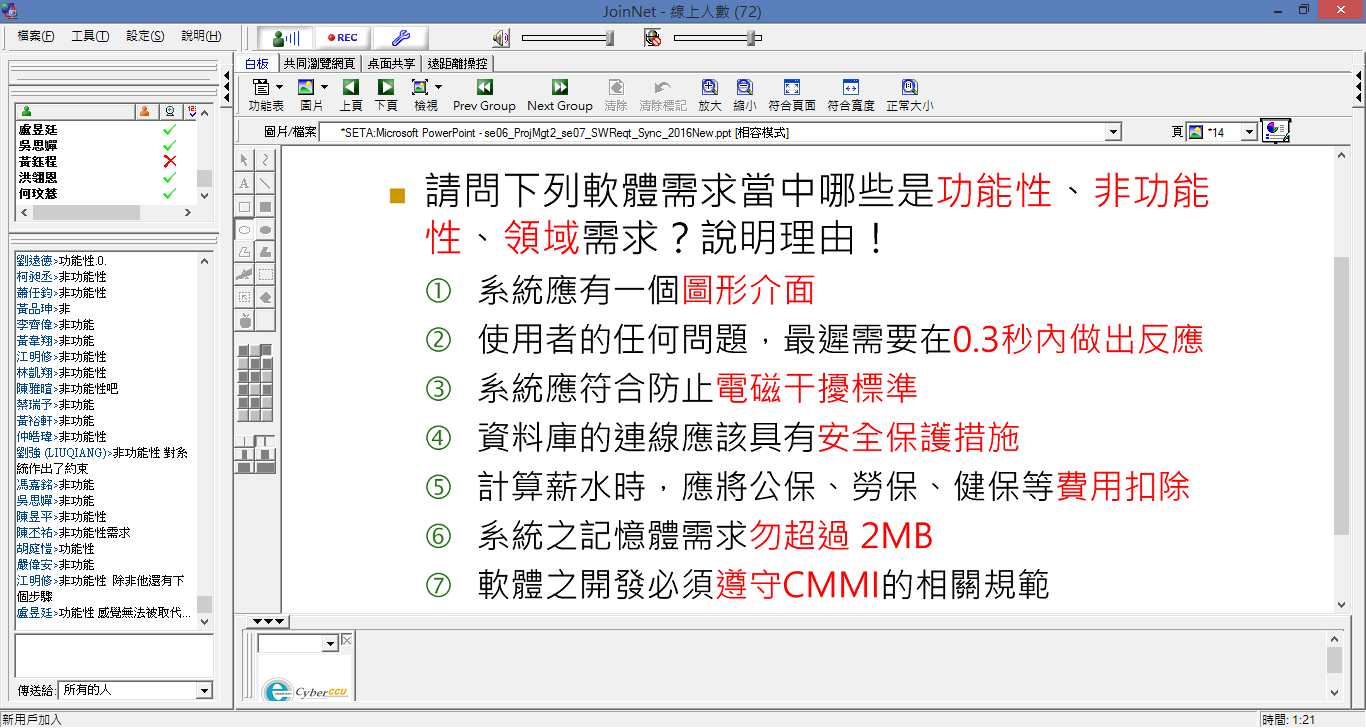 JoinNet - 線上人數 (72)
檔案(F) 工具(T) 設定(S) 說明(H)
REC
白板 共同瀏覽網頁 桌面共享 遠距離操控
功能表 圖片 上頁 下頁 檢視 Prev Group Next Group 清除 清除標記 放大 縮小 符合頁面 符合寬度 正常大小
圖片/檔案 *SETA:Microsoft PowerPoint - se06_ProjMgt2_se07_SWReqt_Sync_2016New.ppt [相容模式] 頁 *14
盧昱廷
吳思嬋
黃鈺程
洪翎恩
何玟慧
劉遠德>功能性.0.
柯昶丞>非功能性
蕭任鈞>非功能性
黃品珅>非
李齊偉>非功能
黃韋翔>非功能
江明修>非功能性
林凱翔>非功能性
陳雅暄>非功能性吧
蔡瑞予>非功能
黃裕軒>非功能
仲皓瑋>非功能性
劉強 (LIUQIANG)>非功能性 對系
統作出了約束
馮嘉銘>非功能
吳思嬋>非功能
陳昱平>非功能性
陳丕祐>非功能性需求
胡庭愷>功能性
嚴偉安>非功能
江明修>非功能性 除非他還有下
個步驟
盧昱廷>功能性 感覺無法被取代...
傳送給: 所有的人
新用戶加入
請問下列軟體需求當中哪些是功能性、非功能
性、領域需求？說明理由！
① 系統應有一個圖形介面
② 使用者的任何問題，最遲需要在0.3秒內做出反應
③ 系統應符合防止電磁干擾標準
④ 資料庫的連線應該具有安全保護措施
⑤ 計算薪水時，應將公保、勞保、健保等費用扣除
⑥ 系統之記憶體需求勿超過 2MB
⑦ 軟體之開發必須遵守CMMI的相關規範
CyberCCU
時間: 1:21